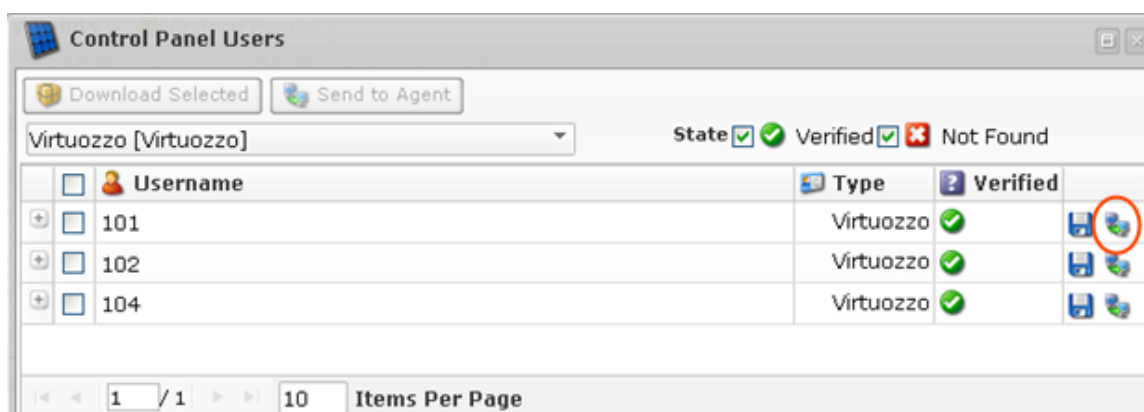 Control Panel Users
Download Selected Send to Agent
Virtuozzo [Virtuozzo] State Verified Not Found
Username Type Verified
101 Virtuozzo
102 Virtuozzo
104 Virtuozzo
1 / 1 10 Items Per Page